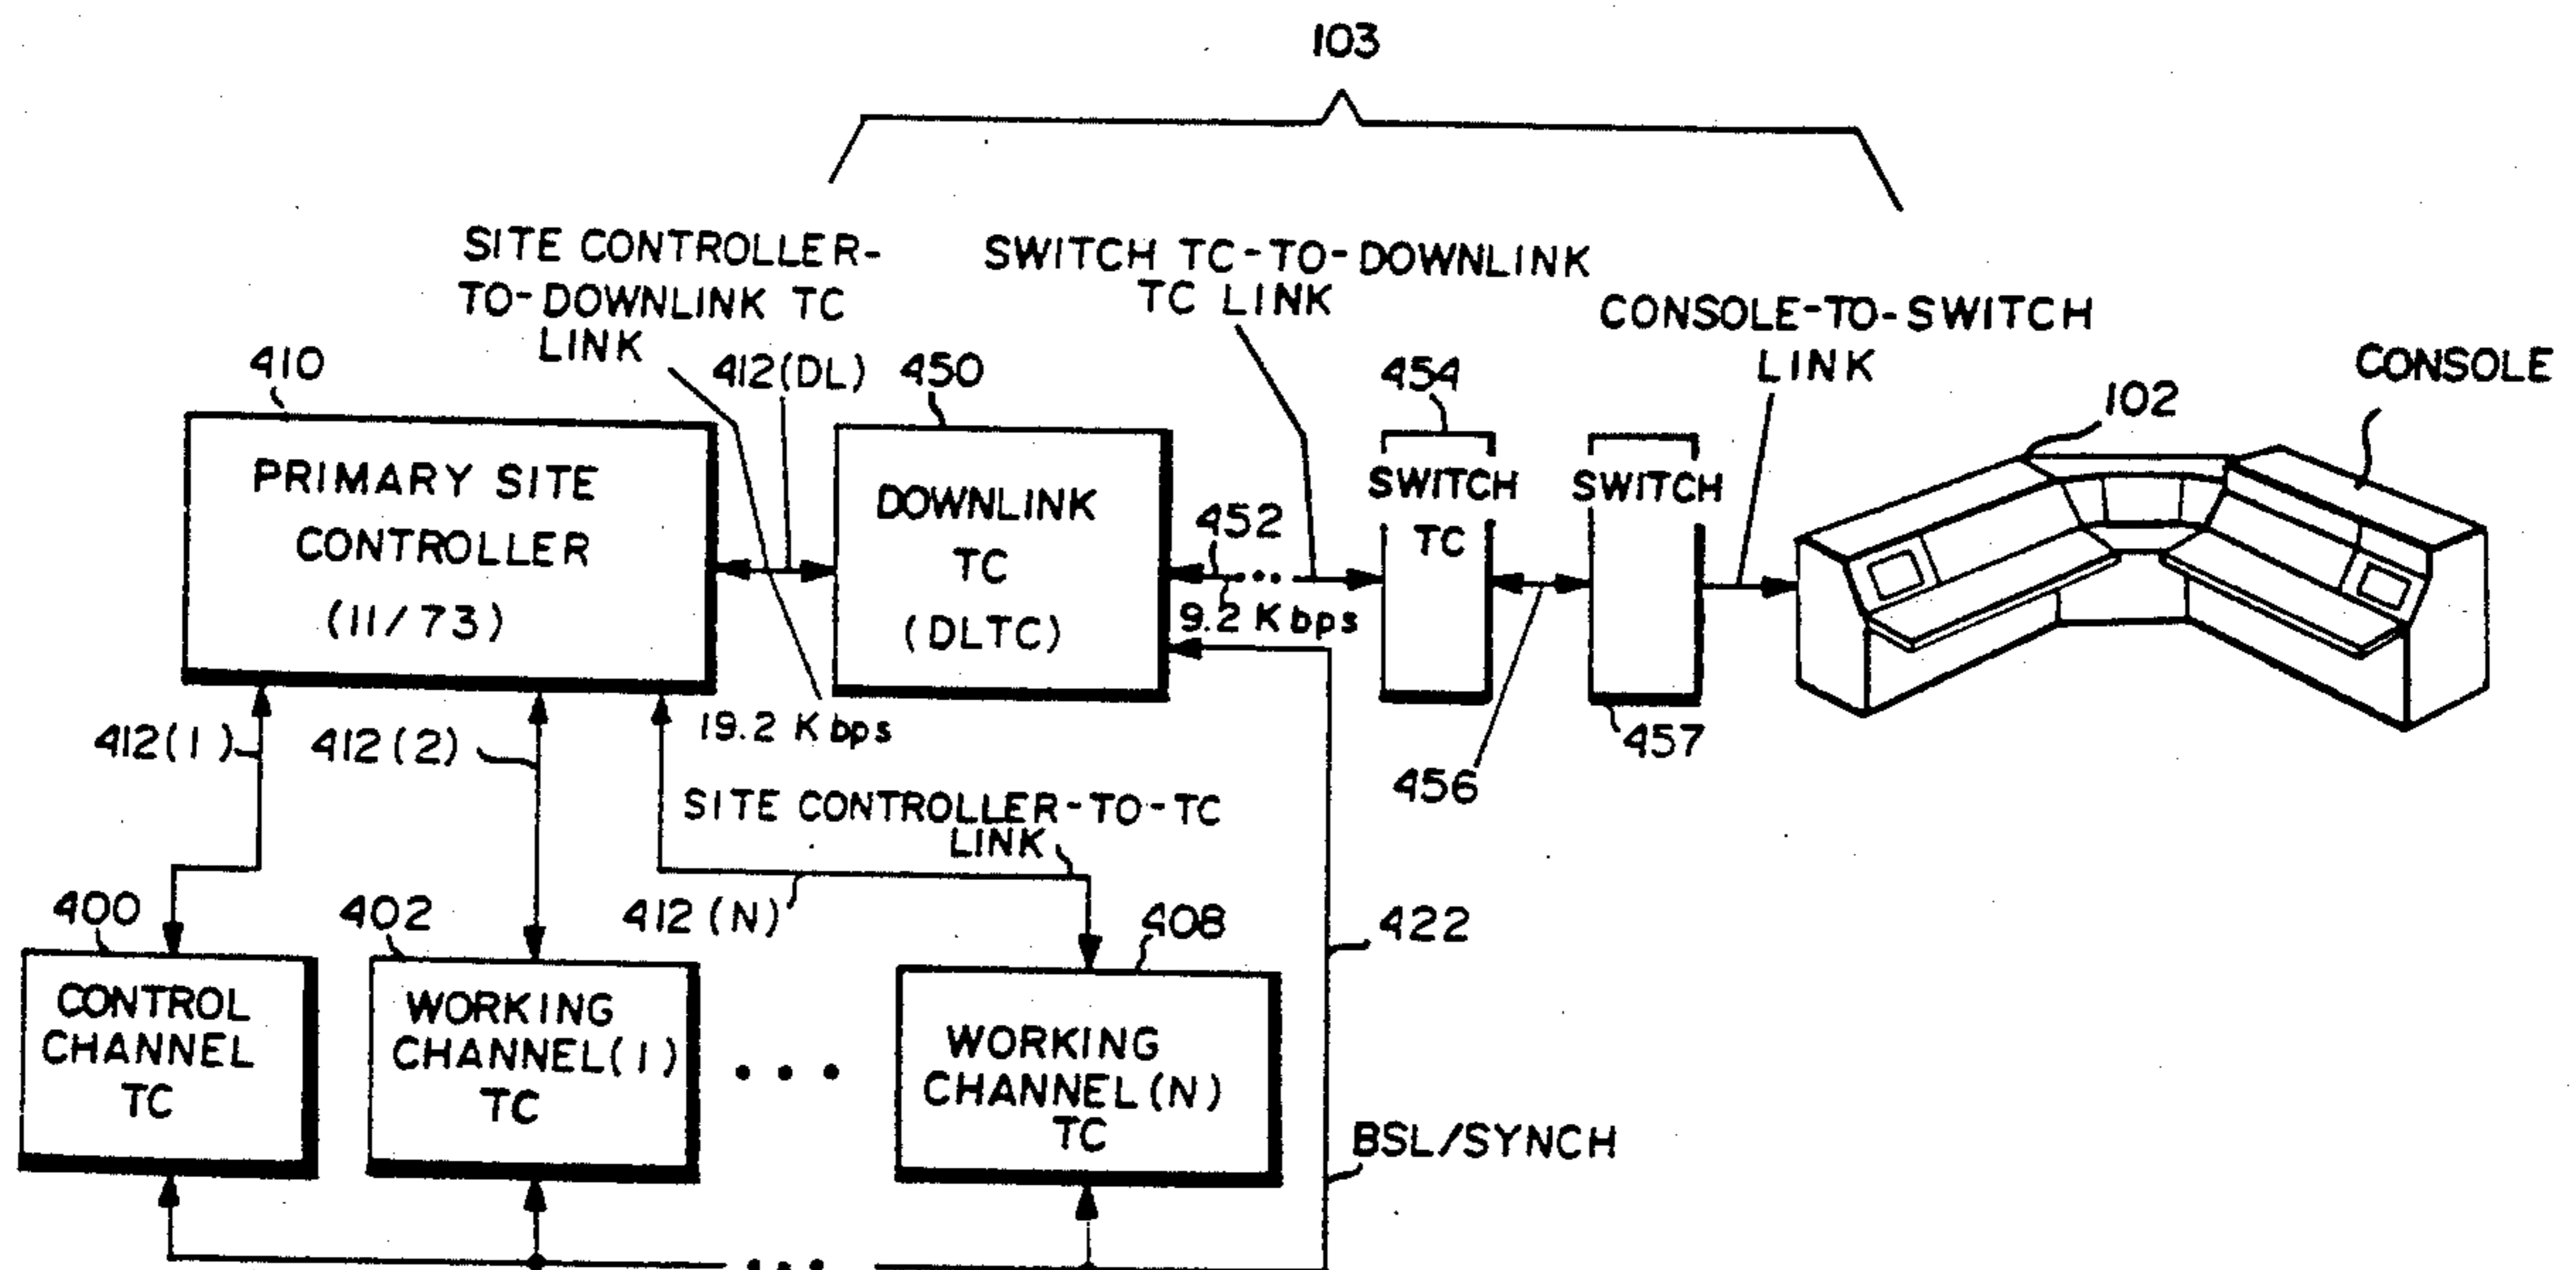 103
SITE CONTROLLER-
TO-DOWNLINK TC
LINK
SWITCH TC-TO-DOWNLINK
TC LINK
CONSOLE-TO-SWITCH
LINK
CONSOLE
410
412(DL)
450
454
102
PRIMARY SITE
CONTROLLER
(11/73)
DOWNLINK
TC
(DLTC)
452
9.2 Kbps
SWITCH
TC
SWITCH
412(1)
412(2)
19.2 Kbps
456
457
SITE CONTROLLER-TO-TC
LINK
400
402
412(N)
408
422
CONTROL
CHANNEL
TC
WORKING
CHANNEL(1)
TC
• • •
WORKING
CHANNEL(N)
TC
BSL/SYNCH